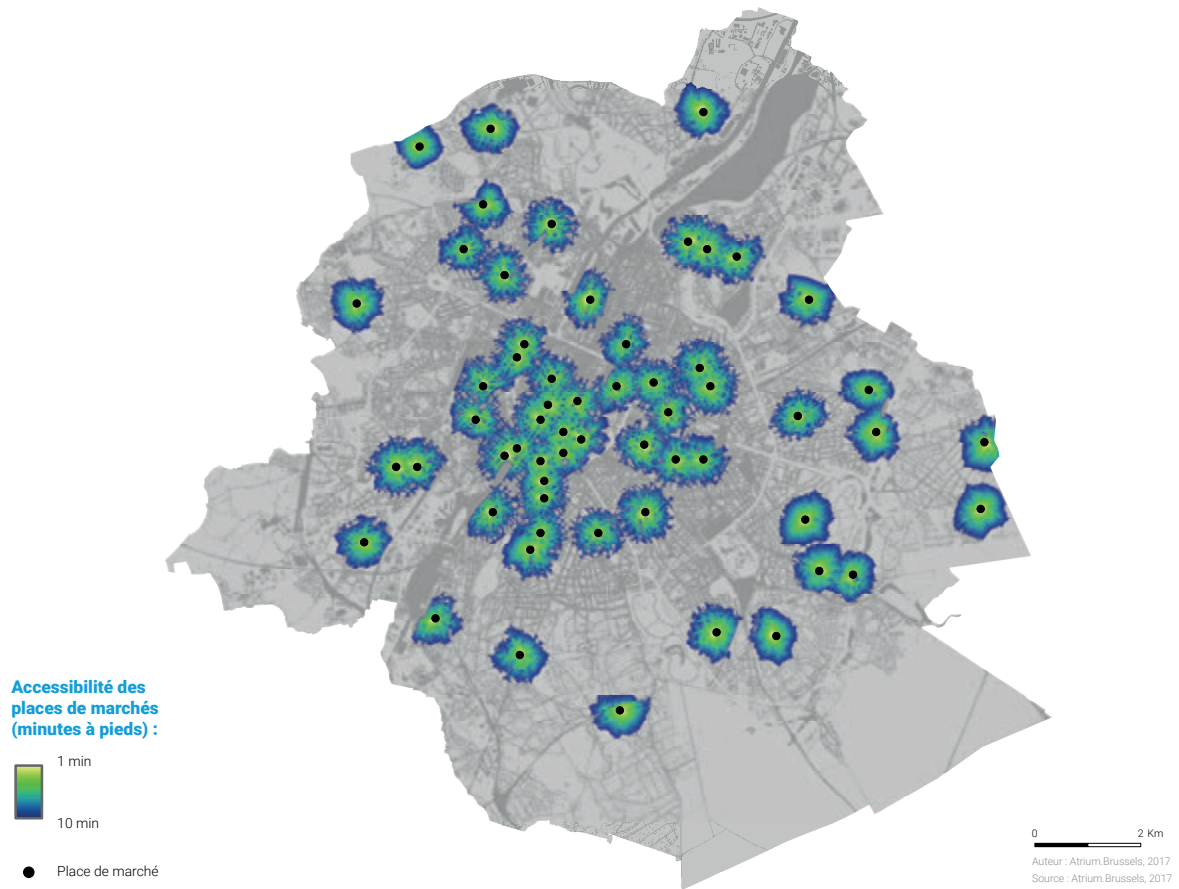 Accessibilité des
places de marchés
(minutes à pieds) :
1 min
10 min
Place de marché
0 2 Km
Auteur : Atrium.Brussels, 2017
Source : Atrium.Brussels, 2017